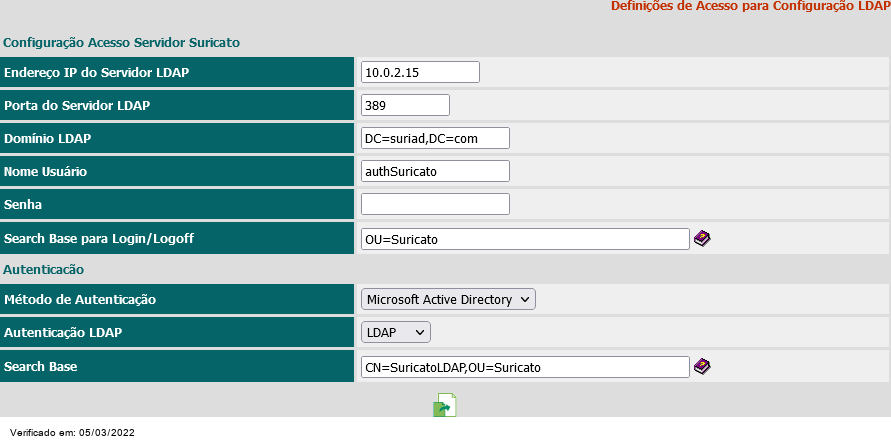 Definições de Acesso para Configuração LDAP
Configuração Acesso Servidor Suricato
Endereço IP do Servidor LDAP 10.0.2.15
Porta do Servidor LDAP 389
Domínio LDAP DC=suriad,DC=com
Nome Usuário authSuricato
Senha
Search Base para Login/Logoff OU=Suricato
Autenticacão
Método de Autenticação Microsoft Active Directory
Autenticação LDAP LDAP
Search Base CN=SuricatoLDAP,OU=Suricato
Verificado em: 05/03/2022